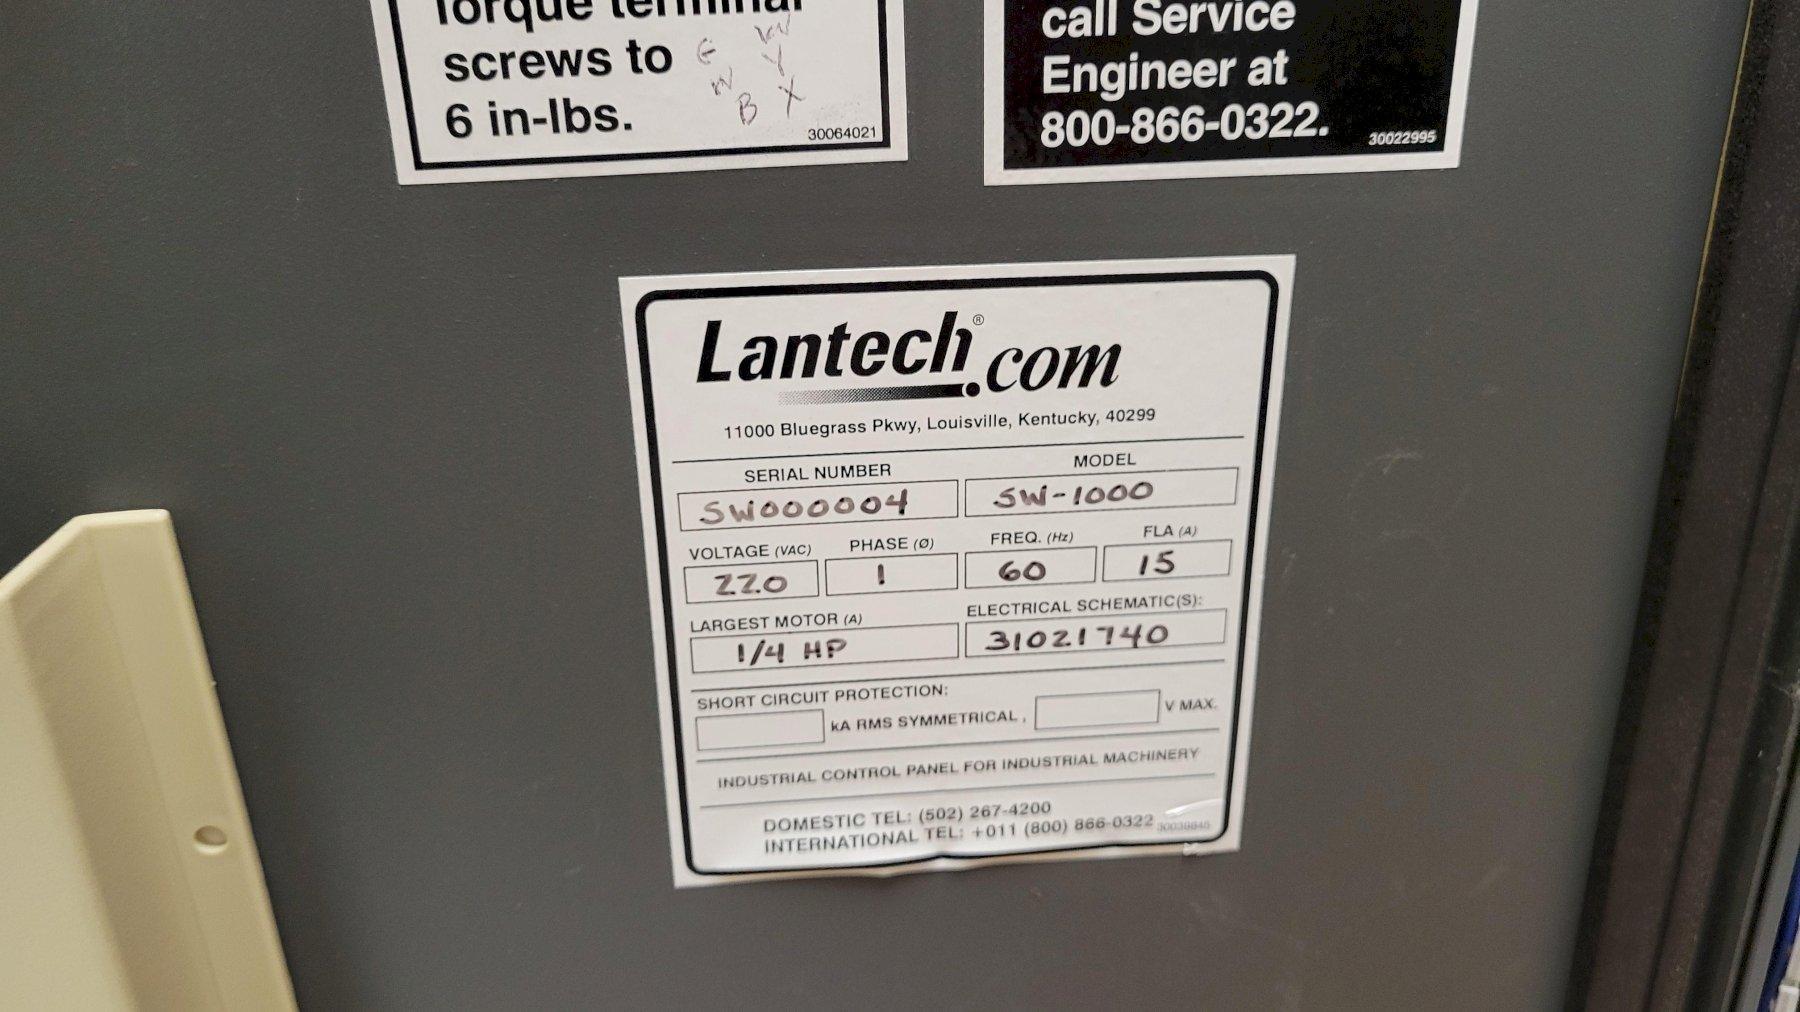 Torque terminal
screws to
6 in-lbs.
E W
W Y
B X
30064021
call Service
Engineer at
800-866-0322.
30022995
Lantech®.com
11000 Bluegrass Pkwy, Louisville, Kentucky, 40299
SERIAL NUMBER MODEL
SW000004 SW-1000
VOLTAGE (VAC) PHASE (Ø) FREQ. (Hz) FLA (A)
220 1 60 15
LARGEST MOTOR (A) ELECTRICAL SCHEMATIC(S):
1/4 HP 31021740
SHORT CIRCUIT PROTECTION:
kA RMS SYMMETRICAL, V MAX.
INDUSTRIAL CONTROL PANEL FOR INDUSTRIAL MACHINERY
DOMESTIC TEL: (502) 267-4200
INTERNATIONAL TEL: +011 (800) 866-0322